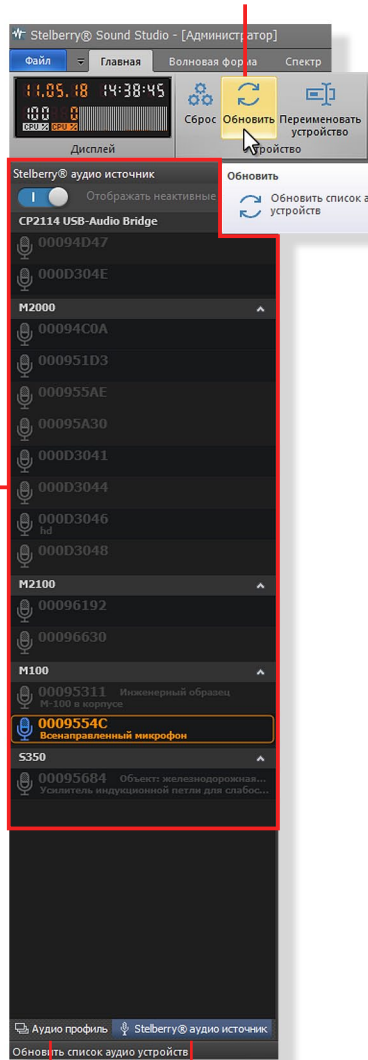 Stelberry® Sound Studio - [Администратор]
Файл Главная Волновая форма Спектр
11.05.18 14:38:45
100 0
CPU % CPU %
Сброс Обновить Переименовать устройство
Дисплей
Stelberry® аудио источник
Обновить
Отображать неактивные
Обновить список
устройств
CP2114 USB-Audio Bridge
00094D47
000D304E
M2000
00094C0A
000951D3
000955AE
00095A30
000D3041
000D3044
000D3046
hd
000D3048
M2100
00096192
00096630
M100
00095311 Инженерный образец
М-100 в корпусе
0009554C
Всенаправленный микрофон
S350
00095684 Объект: железнодорожная...
Усилитель индукционной петли для слабос...
Аудио профиль Stelberry® аудио источник
Обновить список аудио устройств